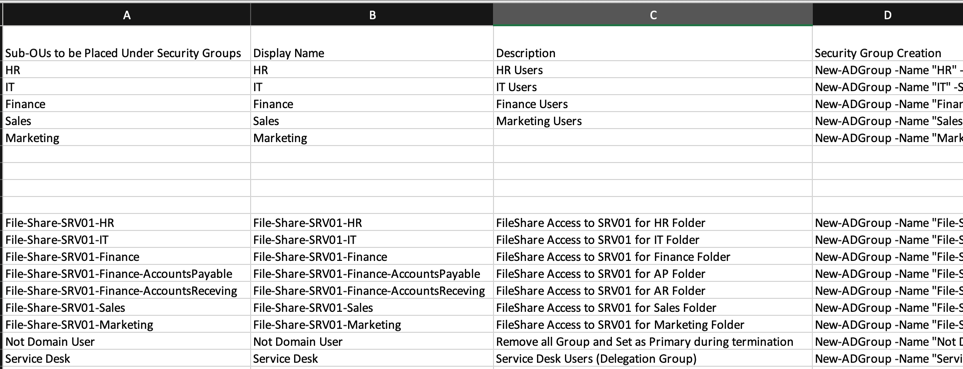 A B C D
Sub-OUs to be Placed Under Security Groups Display Name Description Security Group Creation
HR HR HR Users New-ADGroup -Name "HR" -
IT IT IT Users New-ADGroup -Name "IT" -S
Finance Finance Finance Users New-ADGroup -Name "Finar
Sales Sales Marketing Users New-ADGroup -Name "Sales
Marketing Marketing New-ADGroup -Name "Mark
File-Share-SRV01-HR File-Share-SRV01-HR FileShare Access to SRV01 for HR Folder New-ADGroup -Name "File-S
File-Share-SRV01-IT File-Share-SRV01-IT FileShare Access to SRV01 for IT Folder New-ADGroup -Name "File-S
File-Share-SRV01-Finance File-Share-SRV01-Finance FileShare Access to SRV01 for Finance Folder New-ADGroup -Name "File-S
File-Share-SRV01-Finance-AccountsPayable File-Share-SRV01-Finance-AccountsPayable FileShare Access to SRV01 for AP Folder New-ADGroup -Name "File-S
File-Share-SRV01-Finance-AccountsReceving File-Share-SRV01-Finance-AccountsReceving FileShare Access to SRV01 for AR Folder New-ADGroup -Name "File-S
File-Share-SRV01-Sales File-Share-SRV01-Sales FileShare Access to SRV01 for Sales Folder New-ADGroup -Name "File-S
File-Share-SRV01-Marketing File-Share-SRV01-Marketing FileShare Access to SRV01 for Marketing Folder New-ADGroup -Name "File-S
Not Domain User Not Domain User Remove all Group and Set as Primary during termination New-ADGroup -Name "Not D
Service Desk Service Desk Service Desk Users (Delegation Group) New-ADGroup -Name "Servi